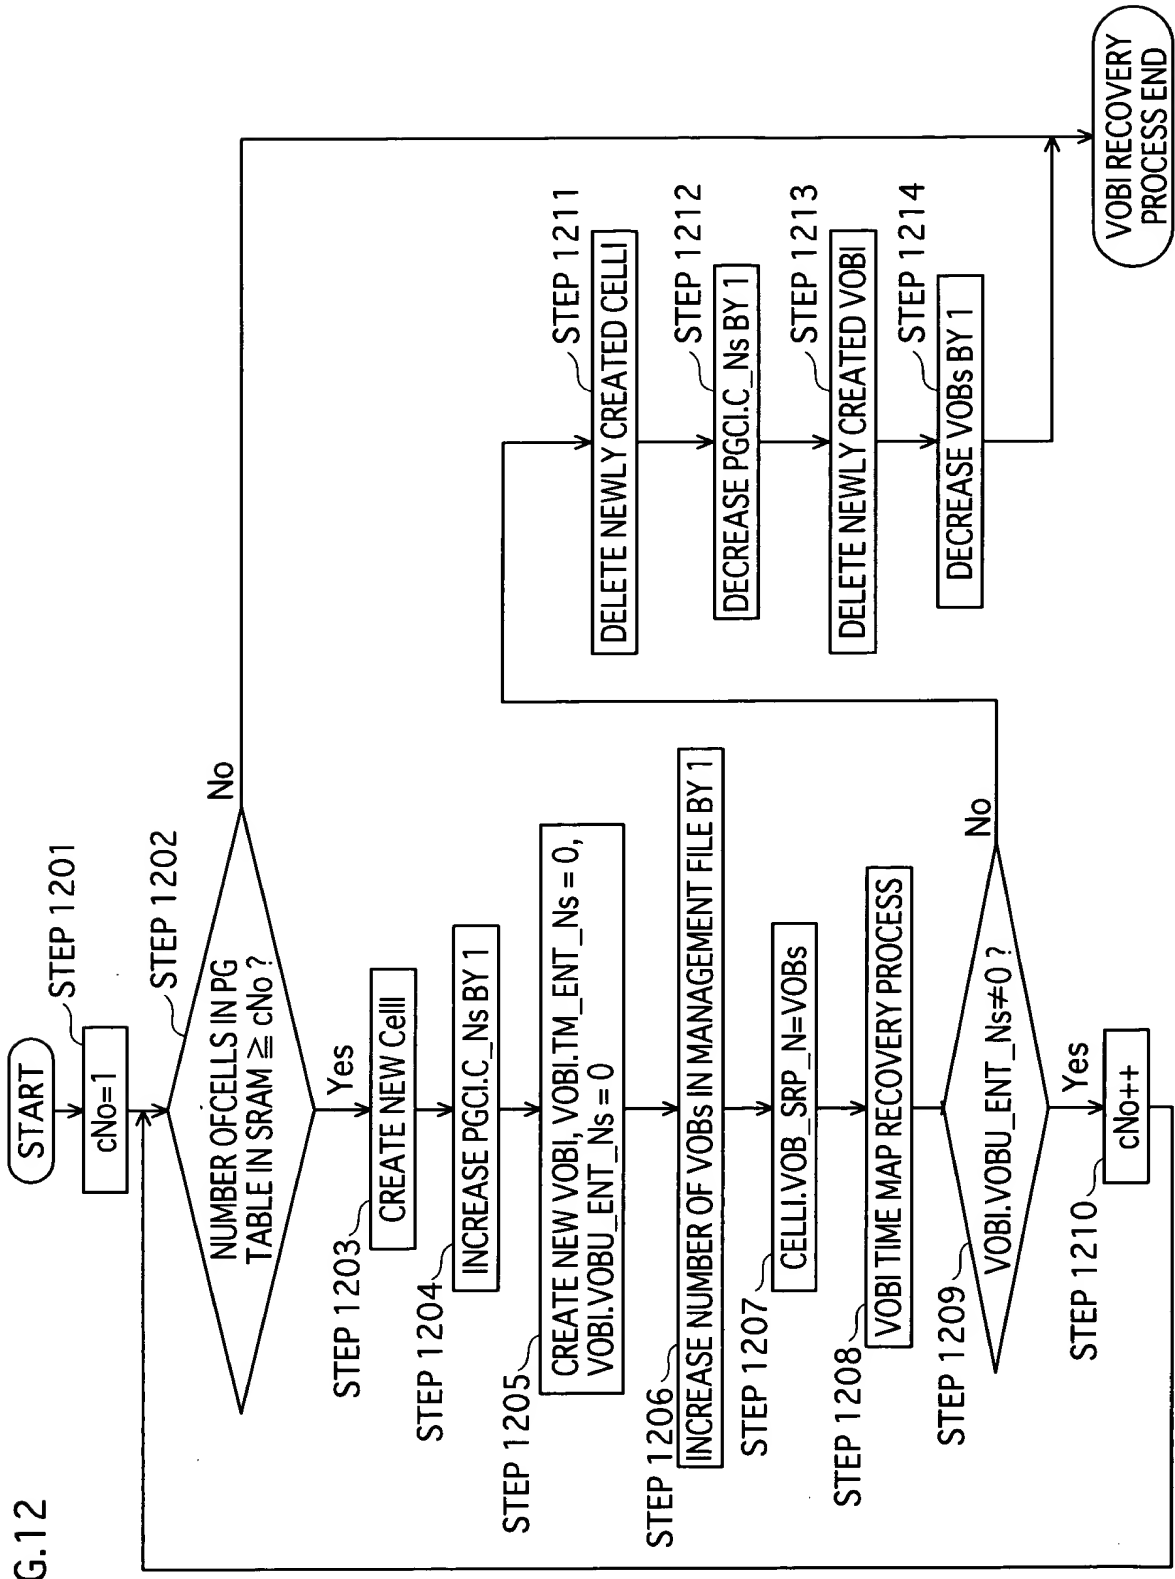 G.12
START
STEP 1201
cNo=1
STEP 1202
NUMBER OFCELLS IN PG
TABLE IN SRAM ≧ cNo ?
No
Yes
STEP 1203
CREATE NEW CellI
STEP 1204
INCREASE PGCI.C_Ns BY 1
STEP 1205
CREATE NEW VOBI, VOBI.TM_ENT_Ns = 0,
VOBI.VOBU_ENT_Ns = 0
STEP 1206
INCREASE NUMBER OF VOBs IN MANAGEMENT FILE BY 1
STEP 1207
CELLI.VOB_SRP_N=VOBs
STEP 1208
VOBI TIME MAP RECOVERY PROCESS
STEP 1209
VOBI.VOBU_ENT_Ns≠0 ?
No
Yes
STEP 1210
cNo++
STEP 1211
DELETE NEWLY CREATED CELLI
STEP 1212
DECREASE PGCI.C_Ns BY 1
STEP 1213
DELETE NEWLY CREATED VOBI
STEP 1214
DECREASE VOBs BY 1
VOBI RECOVERY
PROCESS END